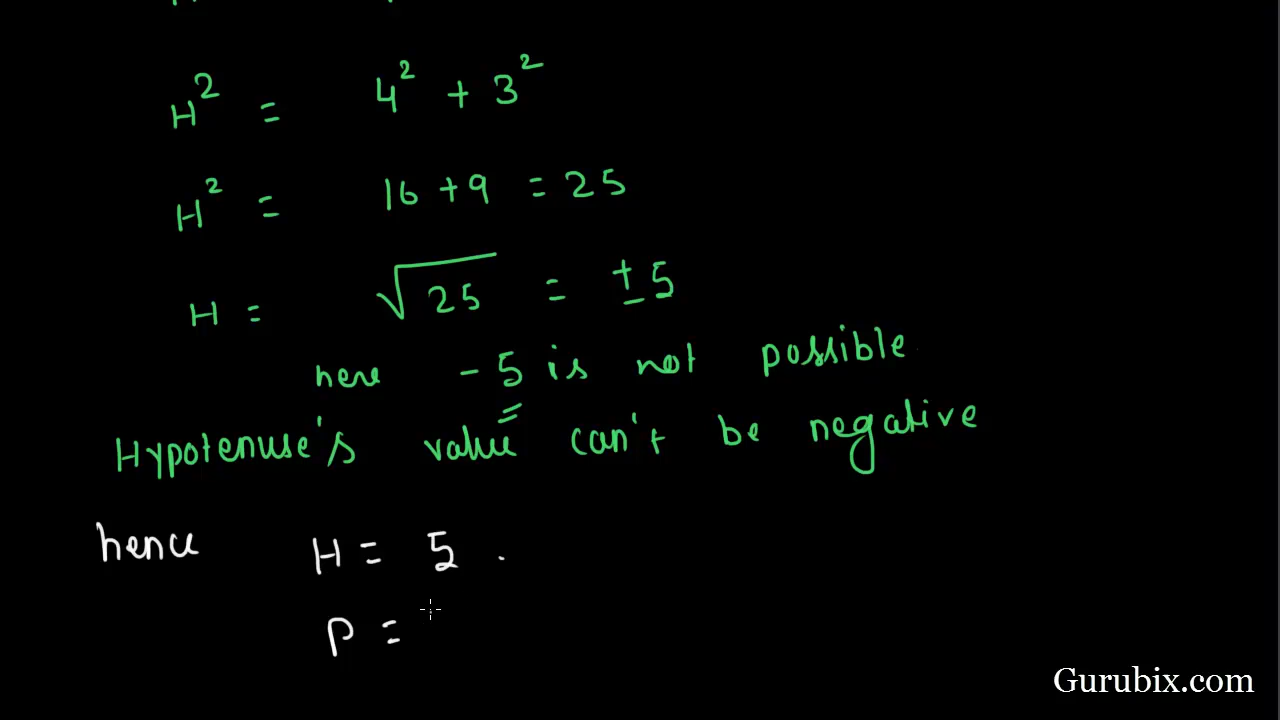 H² = 4² + 3²
H² = 16 + 9 = 25
H = √25 = ±5
here -5 is not possible
Hypotenuse's value can't be negative
hence H = 5 .
P =
Gurubix.com